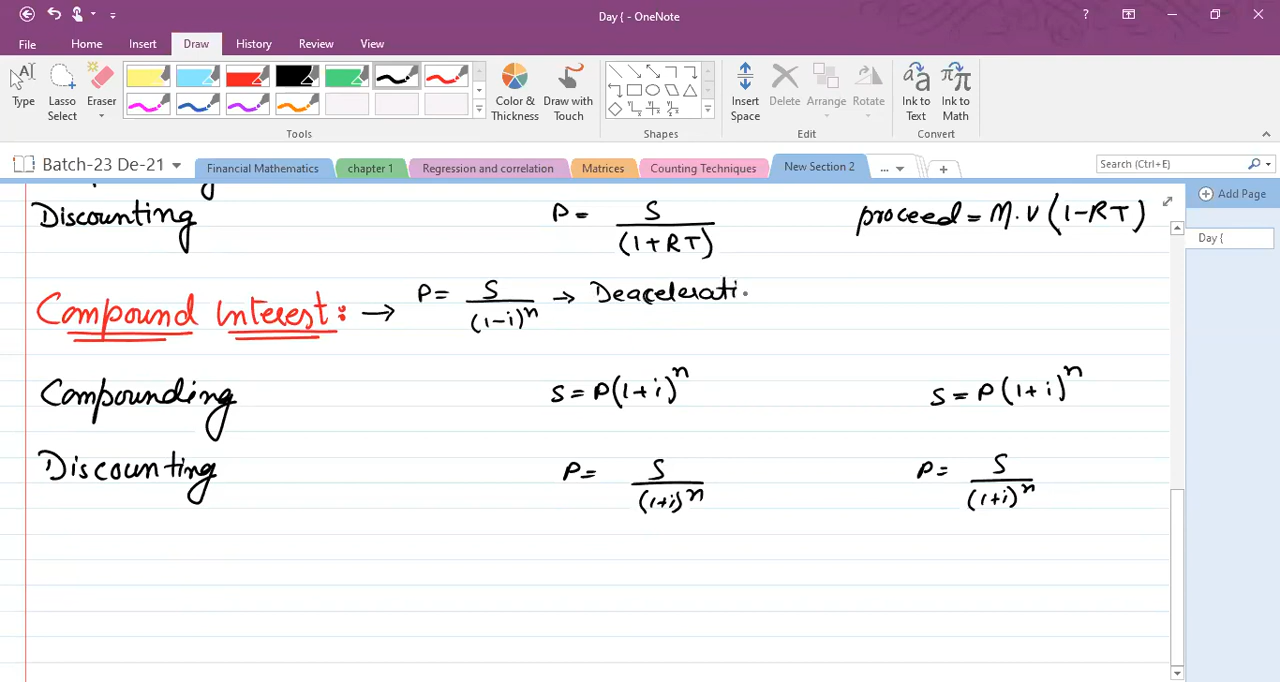 Day { - OneNote
?
File Home Insert Draw History Review View
Type Lasso Select Eraser Color & Thickness Draw with Touch Insert Space Delete Arrange Rotate Ink to Text Ink to Math
Tools Shapes Edit Convert
Batch-23 De-21 Financial Mathematics chapter 1 Regression and correlation Matrices Counting Techniques New Section 2 ... Search (Ctrl+E)
Add Page
Day {
Discounting P = S/(1+RT) proceed = M.V (1-RT)
Compound Interest: → P = S/(1-i)^n → Deacelerati
Compounding S = P(1+i)^n S = P(1+i)^n
Discounting P = S/(1+i)^n P = S/(1+i)^n